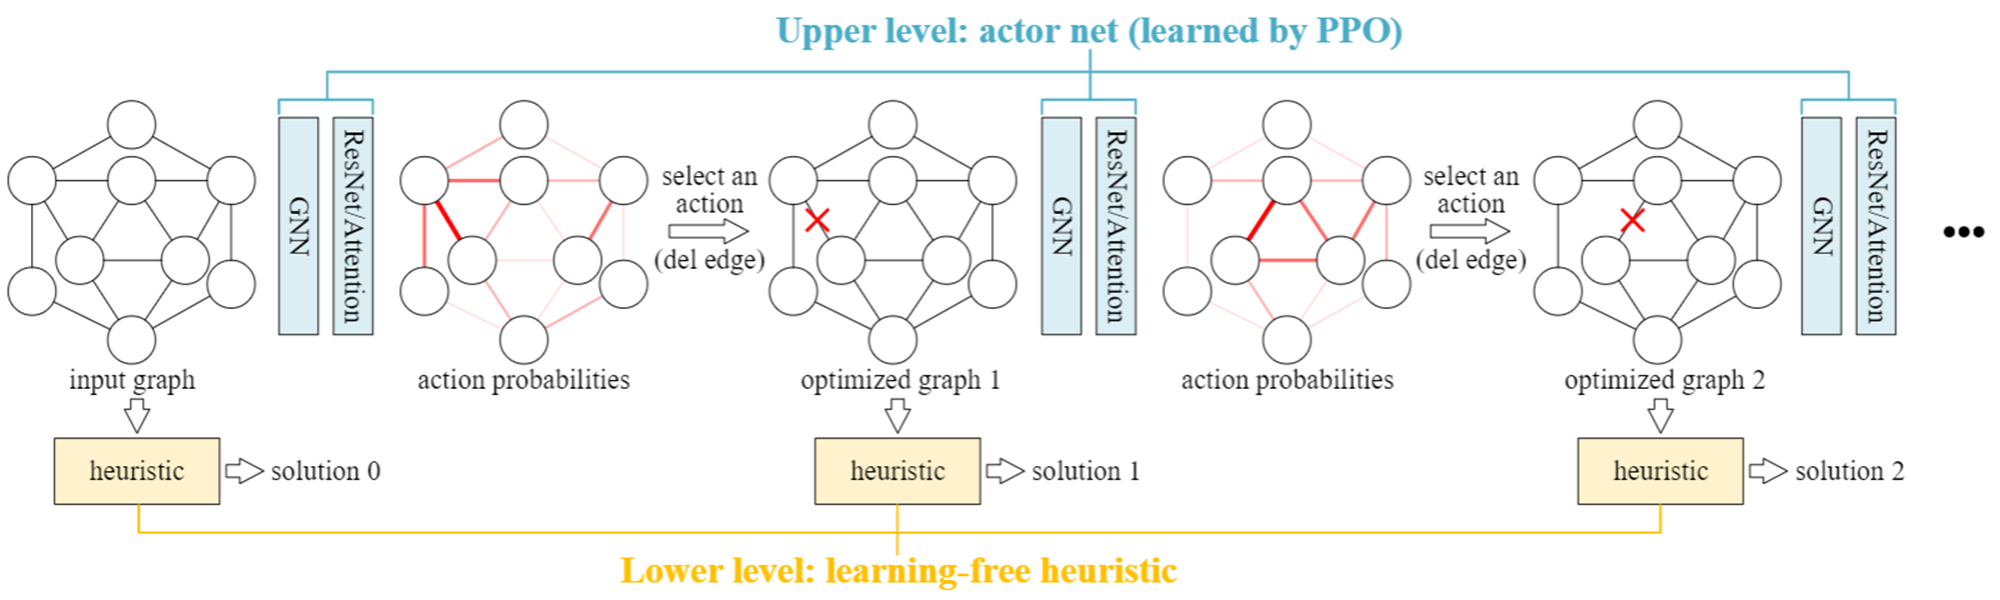 Upper level: actor net (learned by PPO)
GNN
ResNet/Attention
select an
action
(del edge)
GNN
ResNet/Attention
select an
action
(del edge)
GNN
ResNet/Attention
input graph
action probabilities
optimized graph 1
action probabilities
optimized graph 2
heuristic
solution 0
heuristic
solution 1
heuristic
solution 2
Lower level: learning-free heuristic